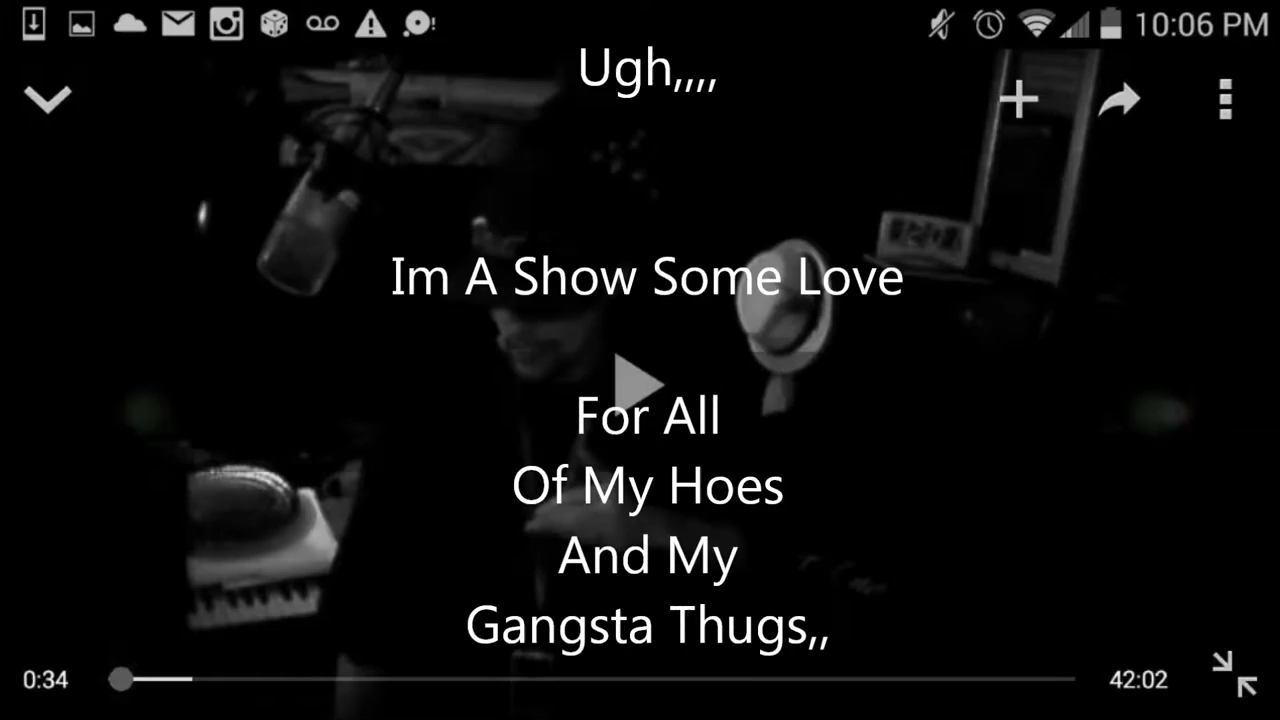 10:06 PM
Ugh,,,,
Im A Show Some Love
For All
Of My Hoes
And My
Gangsta Thugs,,
0:34
42:02